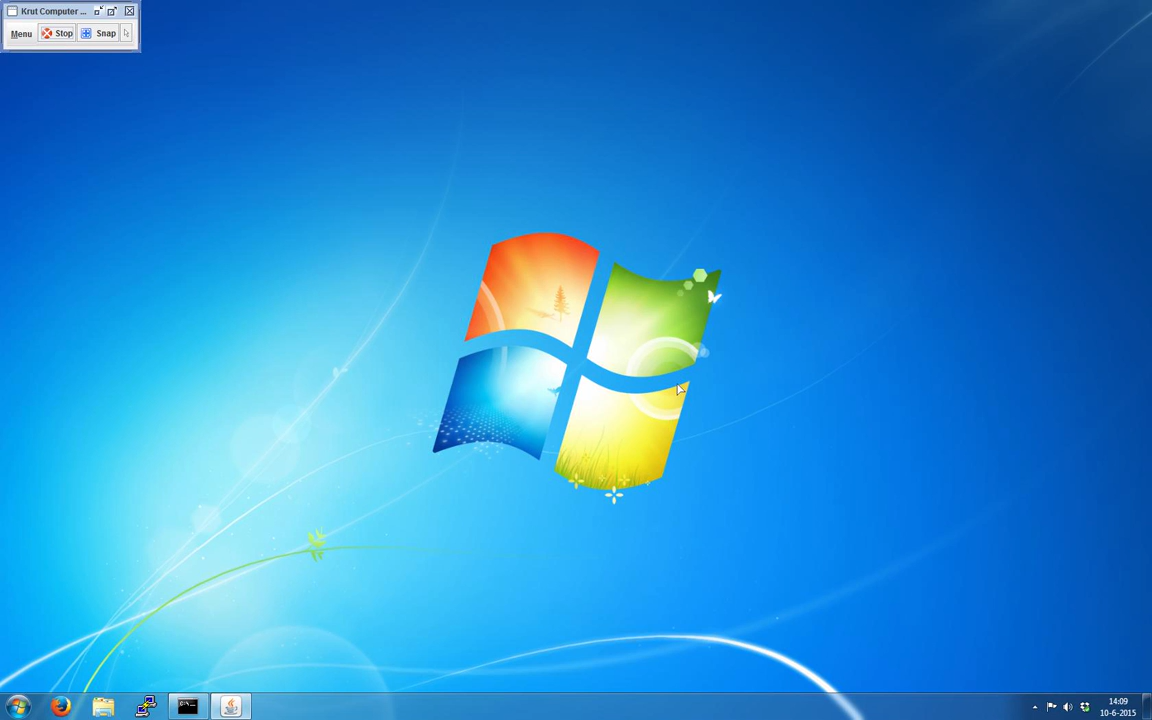 Krut Computer ...
Menu Stop Snap
C:\...
14:09
10-6-2015